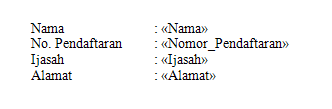 Nama : «Nama»
No. Pendaftaran : «Nomor_Pendaftaran»
Ijasah : «Ijasah»
Alamat : «Alamat»